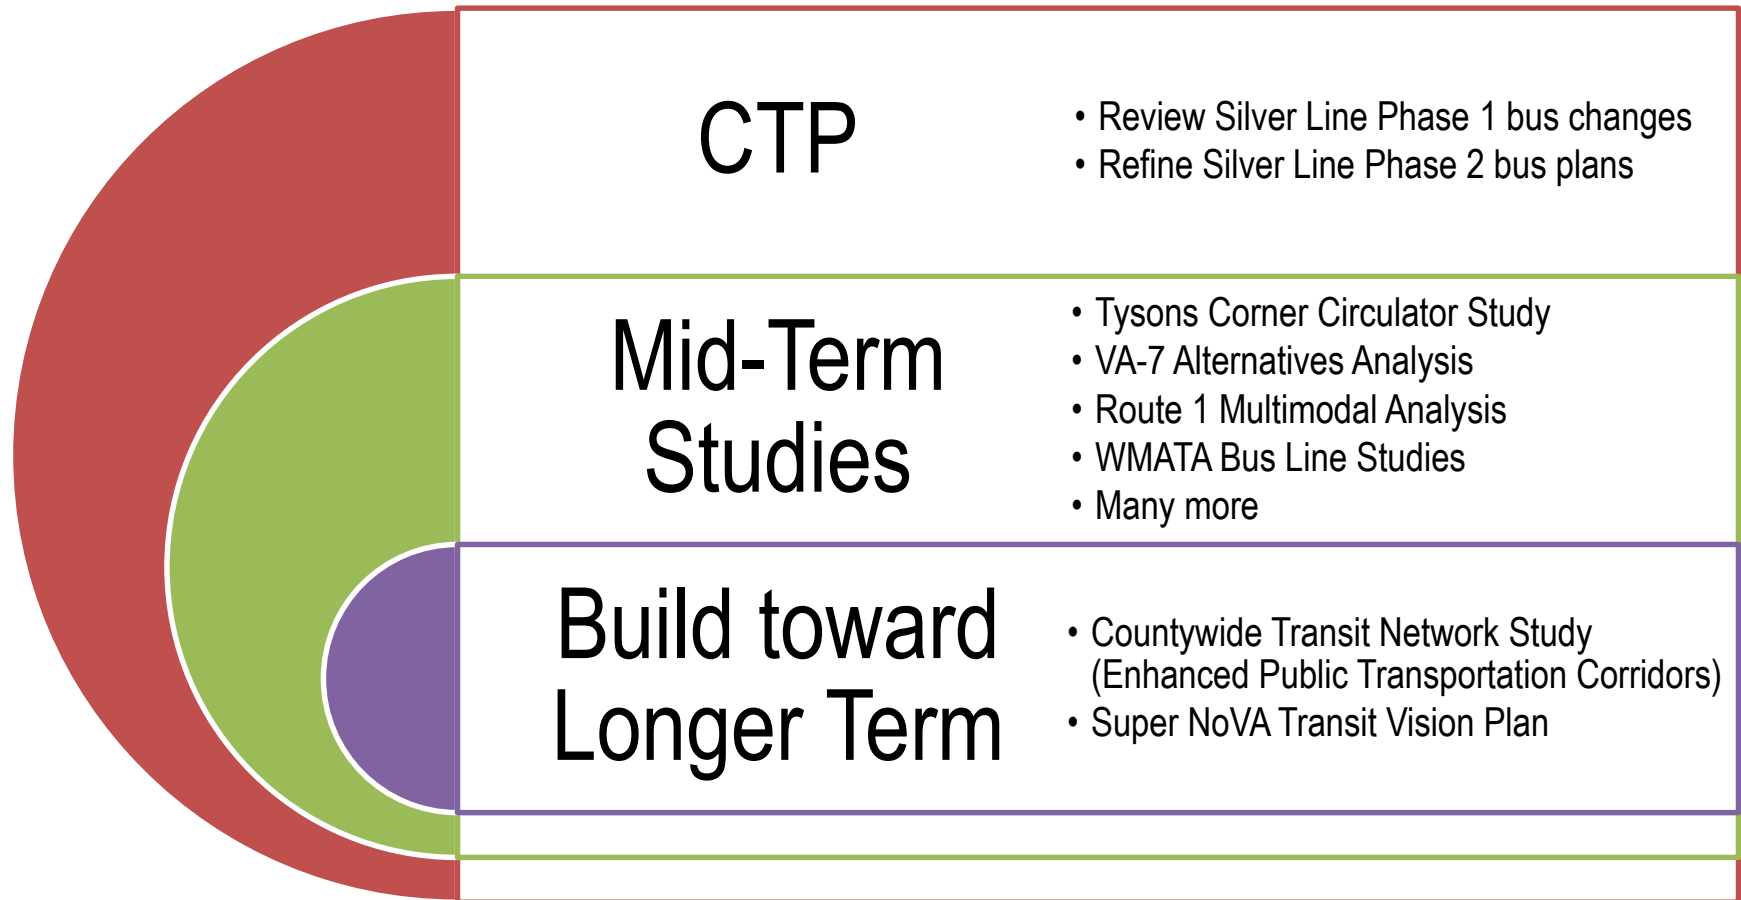 CTP
• Review Silver Line Phase 1 bus changes
• Refine Silver Line Phase 2 bus plans
Mid-Term
Studies
• Tysons Corner Circulator Study
• VA-7 Alternatives Analysis
• Route 1 Multimodal Analysis
• WMATA Bus Line Studies
• Many more
Build toward
Longer Term
• Countywide Transit Network Study
(Enhanced Public Transportation Corridors)
• Super NoVA Transit Vision Plan